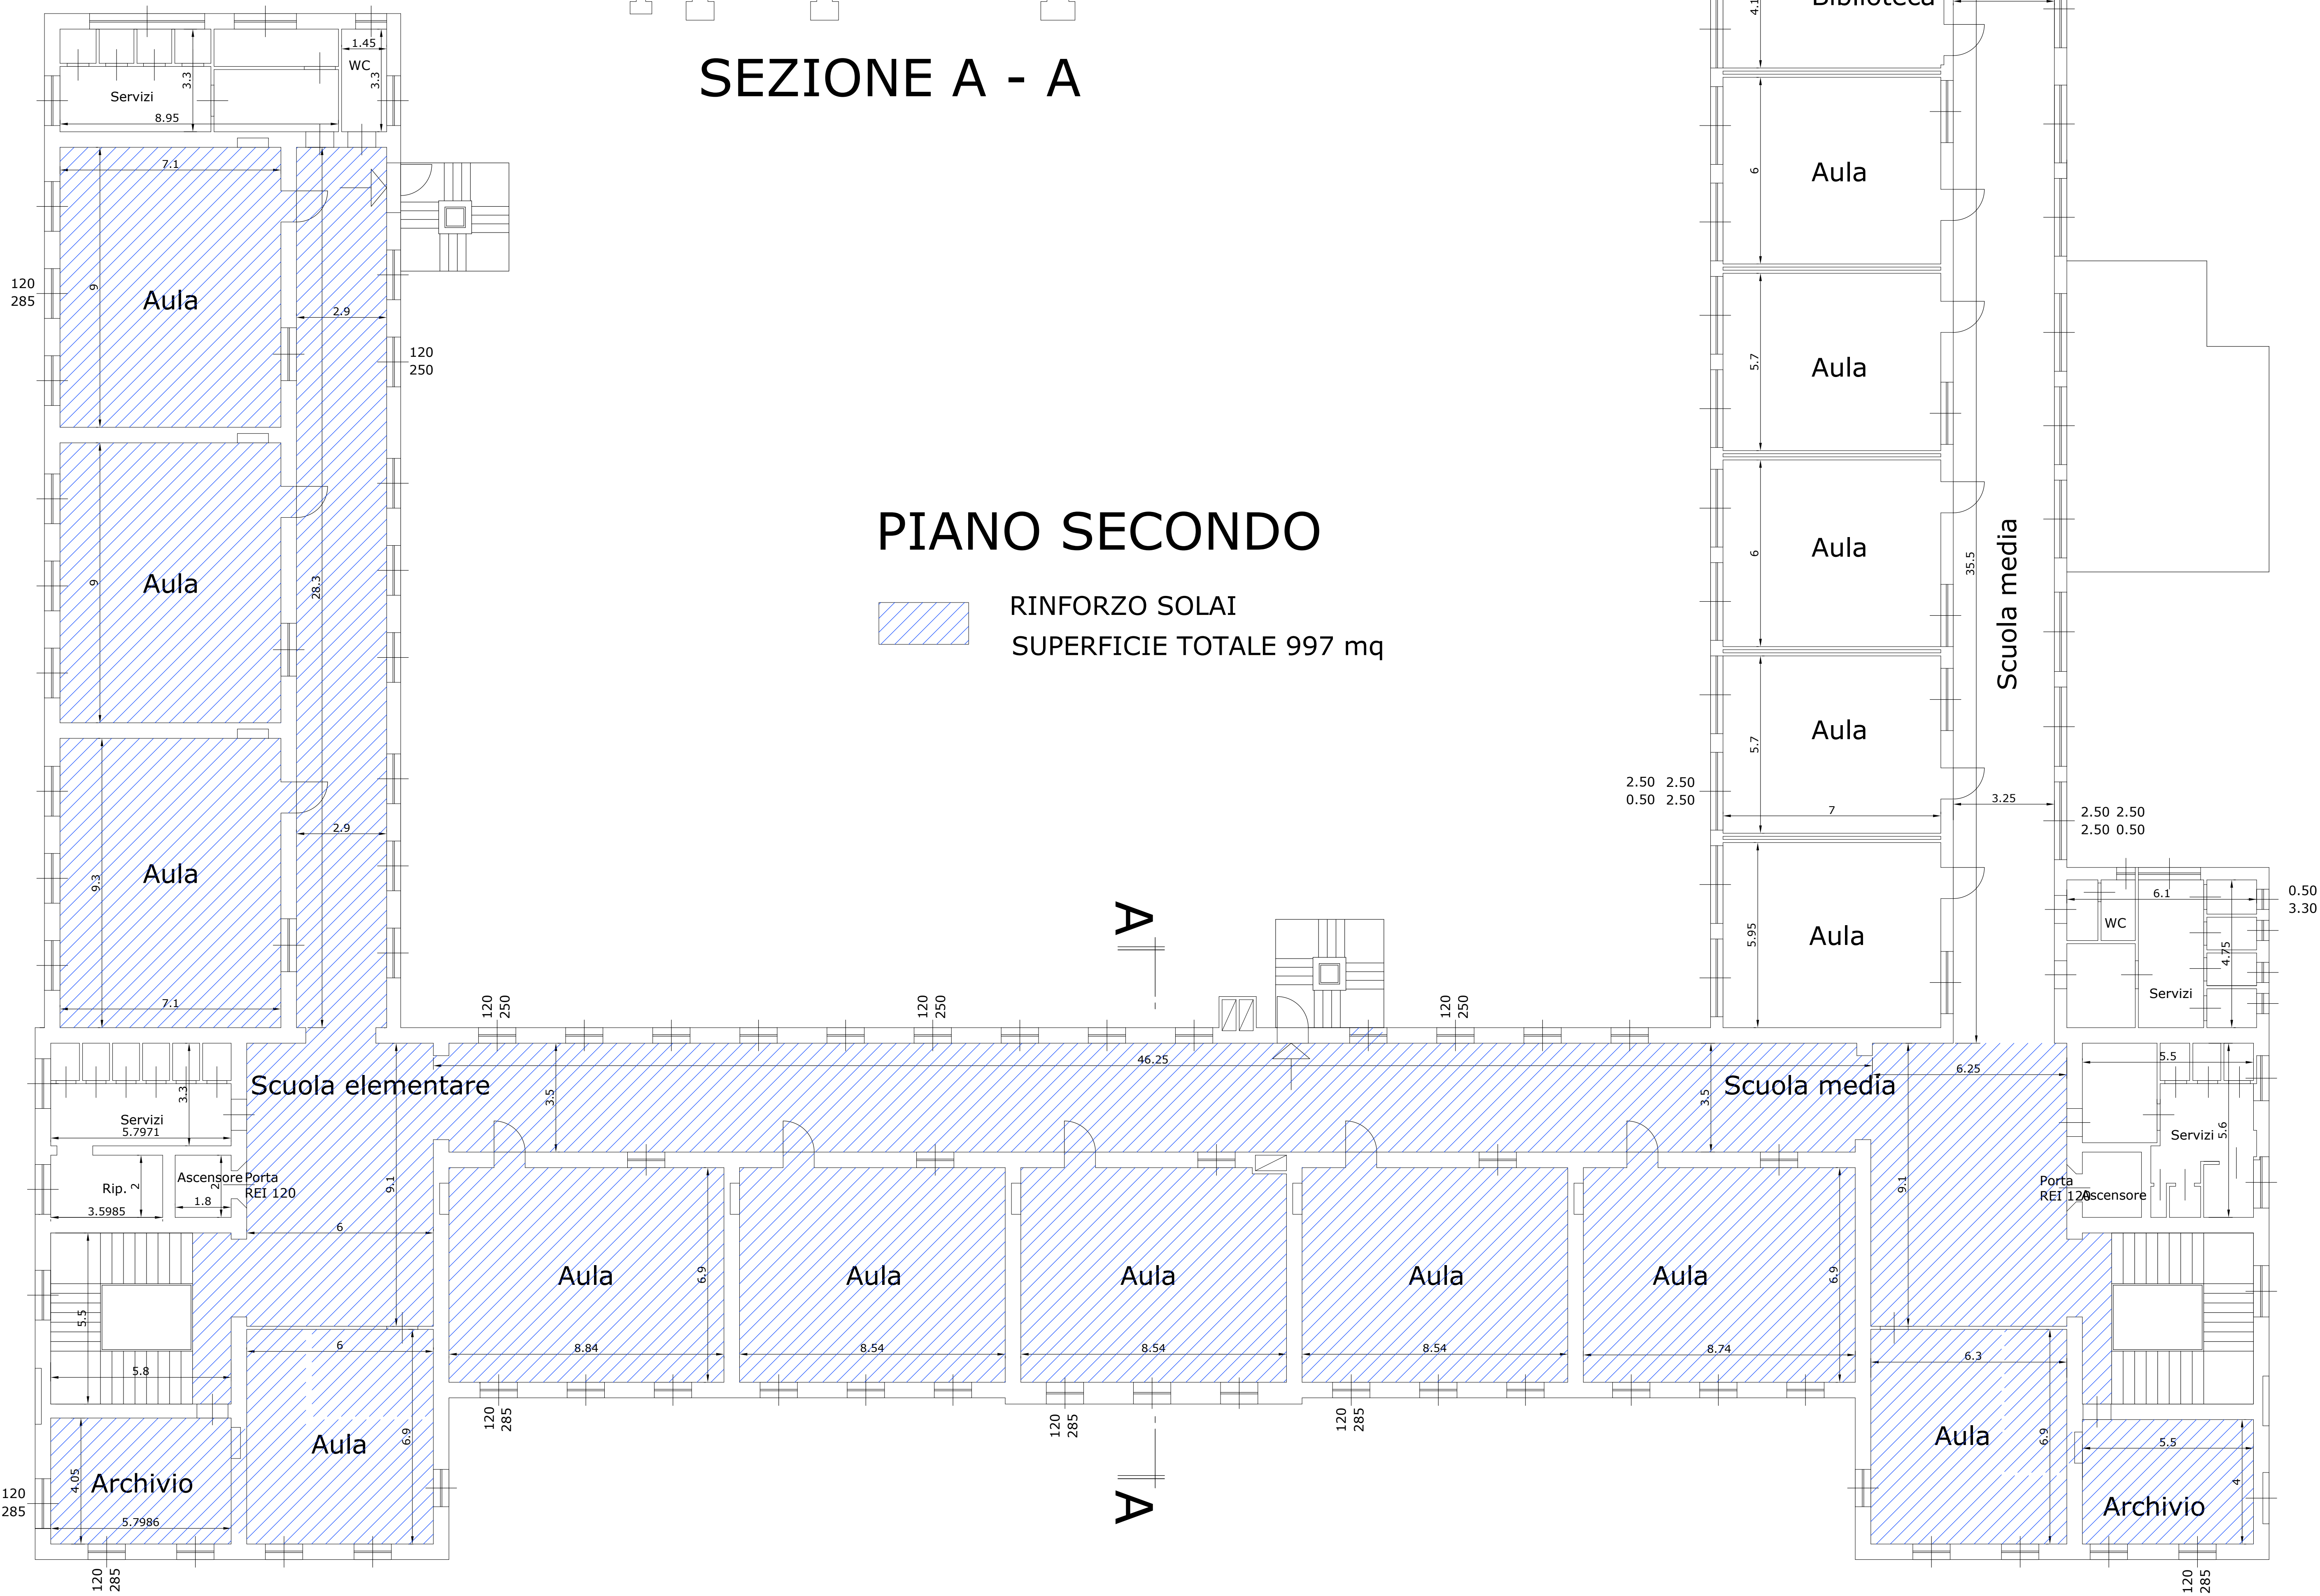 Biblioteca
4.1
SEZIONE A - A
1.45
WC
3.3
3.3
Servizi
8.95
7.1
9
Aula
2.9
120
285
120
250
Aula
9
28.3
Aula
9.3
2.9
7.1
PIANO SECONDO
RINFORZO SOLAI
SUPERFICIE TOTALE 997 mq
Aula
6
Aula
5.7
Aula
6
Aula
5.7
7
Aula
5.95
35.5
Scuola media
3.25
2.50 2.50
0.50 2.50
2.50 2.50
2.50 0.50
0.50
3.30
6.1
WC
4.75
Servizi
A
120
250
120
250
120
250
Scuola elementare
46.25
3.5
3.5
Scuola media
6.25
5.5
3.3
Servizi
5.7971
Rip.
2
3.5985
Ascensore
2
1.8
Porta
REI 120
9.1
6
5.5
5.8
6
Aula
6.9
Archivio
4.05
5.7986
120
285
120
285
Aula
6.9
8.84
Aula
8.54
Aula
8.54
Aula
8.54
Aula
6.9
8.74
120
285
120
285
120
285
A
9.1
Porta
REI 120
Ascensore
Servizi
5.6
6.3
Aula
6.9
5.5
4
Archivio
120
285